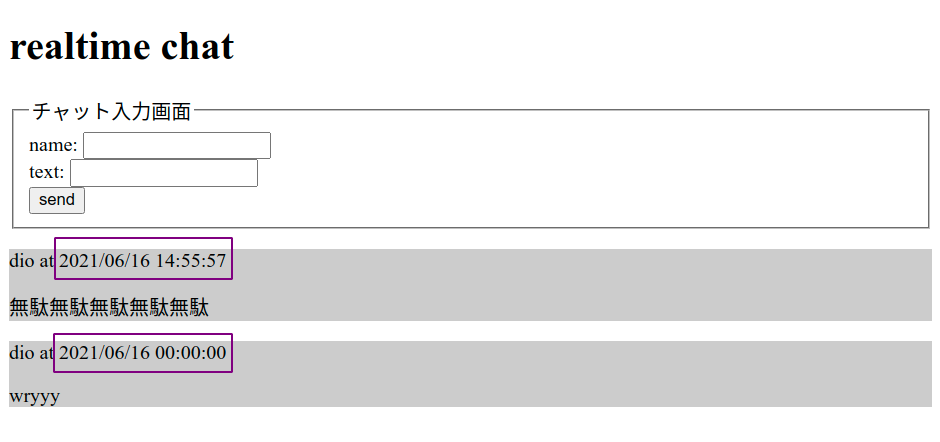 realtime chat
チャット入力画面
name:
text:
send
dio at 2021/06/16 14:55:57
無駄無駄無駄無駄無駄
dio at 2021/06/16 00:00:00
wryyy